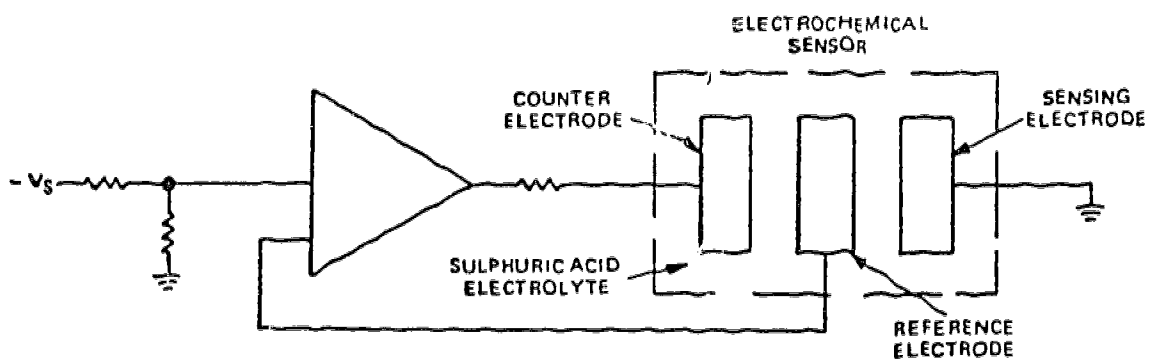 ELECTROCHEMICAL
SENSOR
COUNTER
ELECTRODE
SENSING
ELECTRODE
- VS
SULPHURIC ACID
ELECTROLYTE
REFERENCE
ELECTRODE